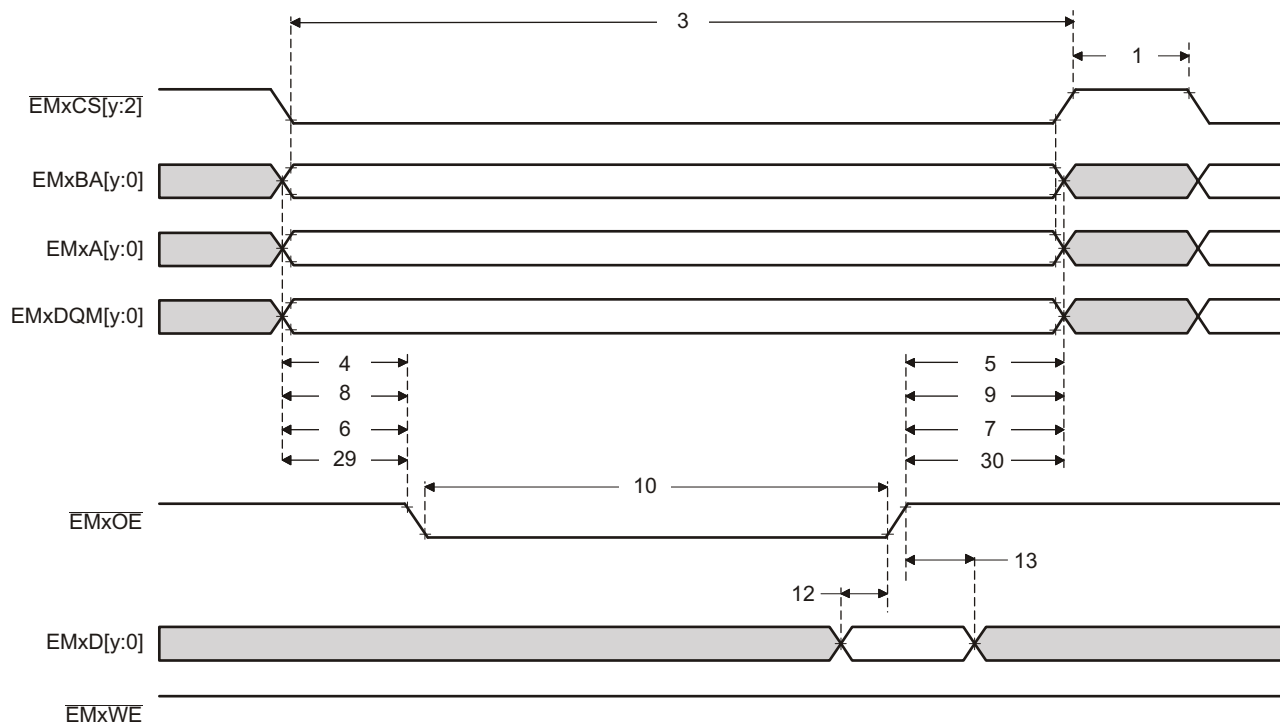 3
1
EMxCS[y:2]
EMxBA[y:0]
EMxA[y:0]
EMxDQM[y:0]
4 5
8 9
6 7
29 30
10
EMxOE
13
12
EMxD[y:0]
EMxWE